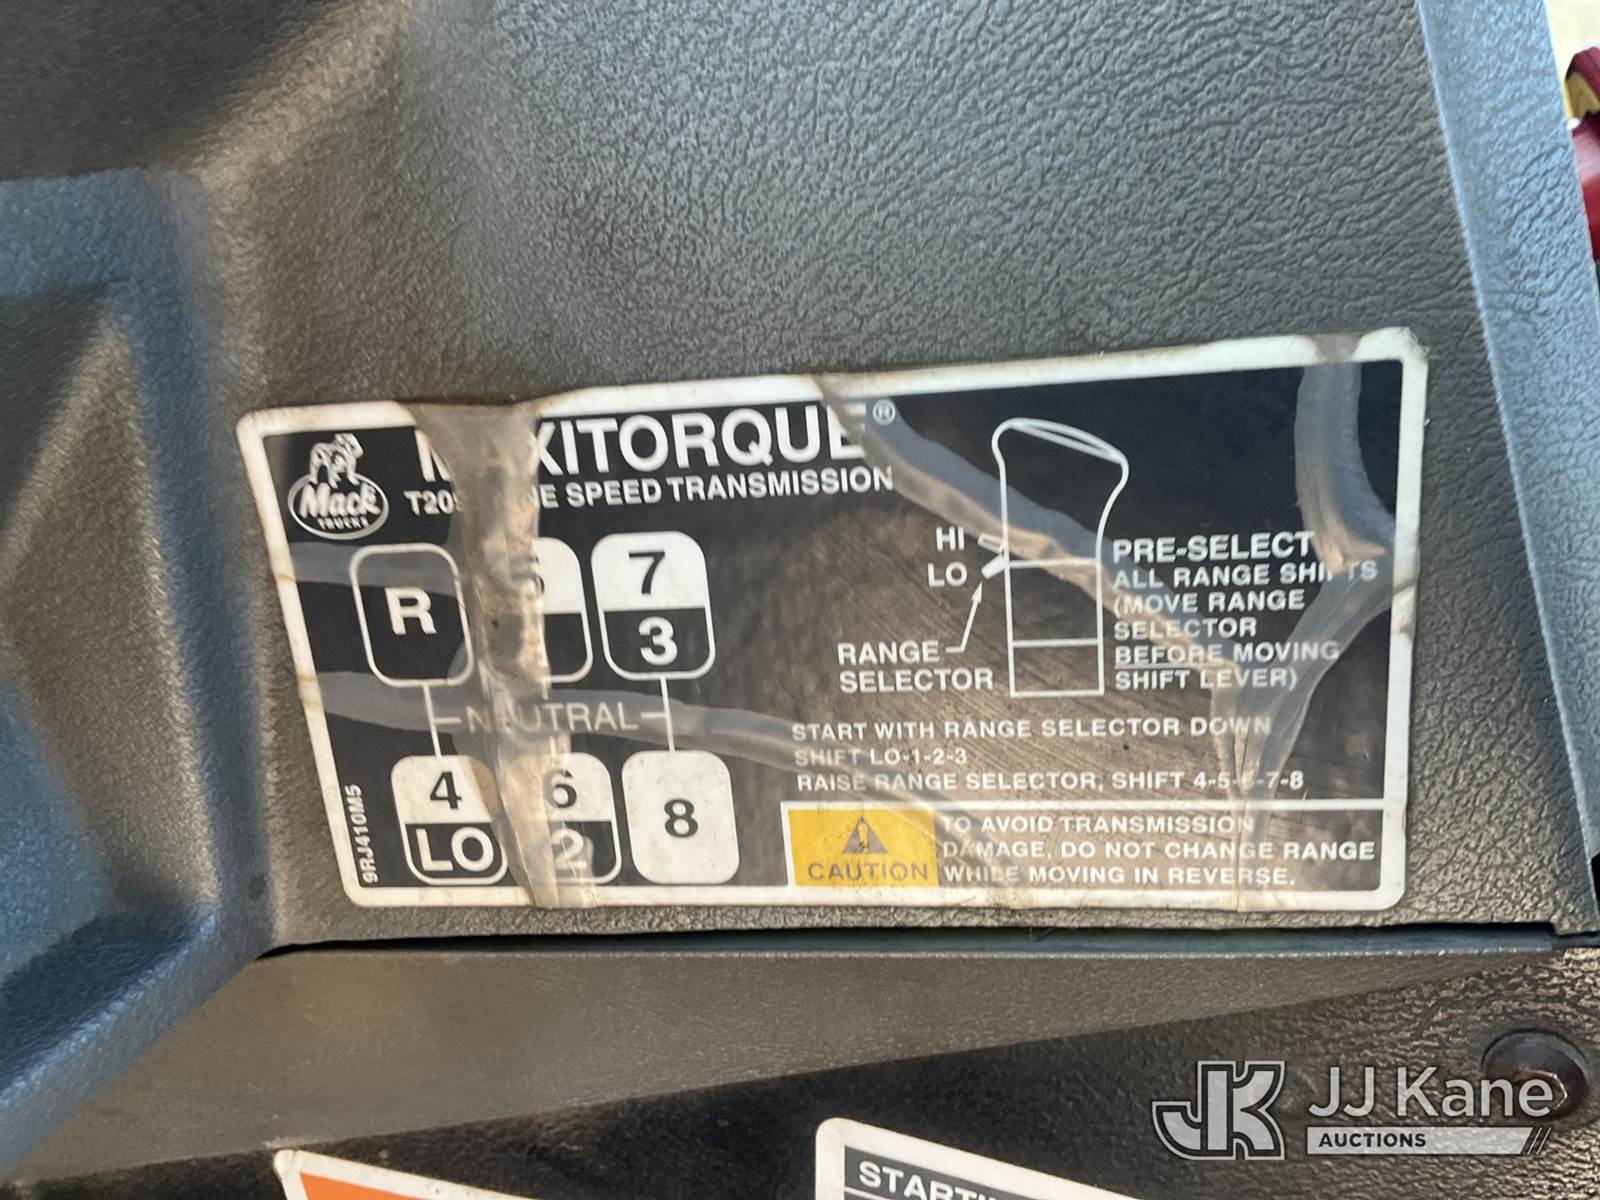 Mack
TRUCKS
SPEED TRANSMISSION
R
7
3
4
LO
6
2
8
9RJ410M5
HI
LO
RANGE
SELECTOR
PRE-SELECT
ALL RANGE SHIFTS
(MOVE RANGE
SELECTOR
BEFORE MOVING
SHIFT LEVER)
START WITH RANGE SELECTOR DOWN
SHIFT LO-1-2-3
RAISE RANGE SELECTOR, SHIFT 4-5-6-7-8
CAUTION
TO AVOID TRANSMISSION
DAMAGE, DO NOT CHANGE RANGE
WHILE MOVING IN REVERSE.
JK JJ Kane
AUCTIONS